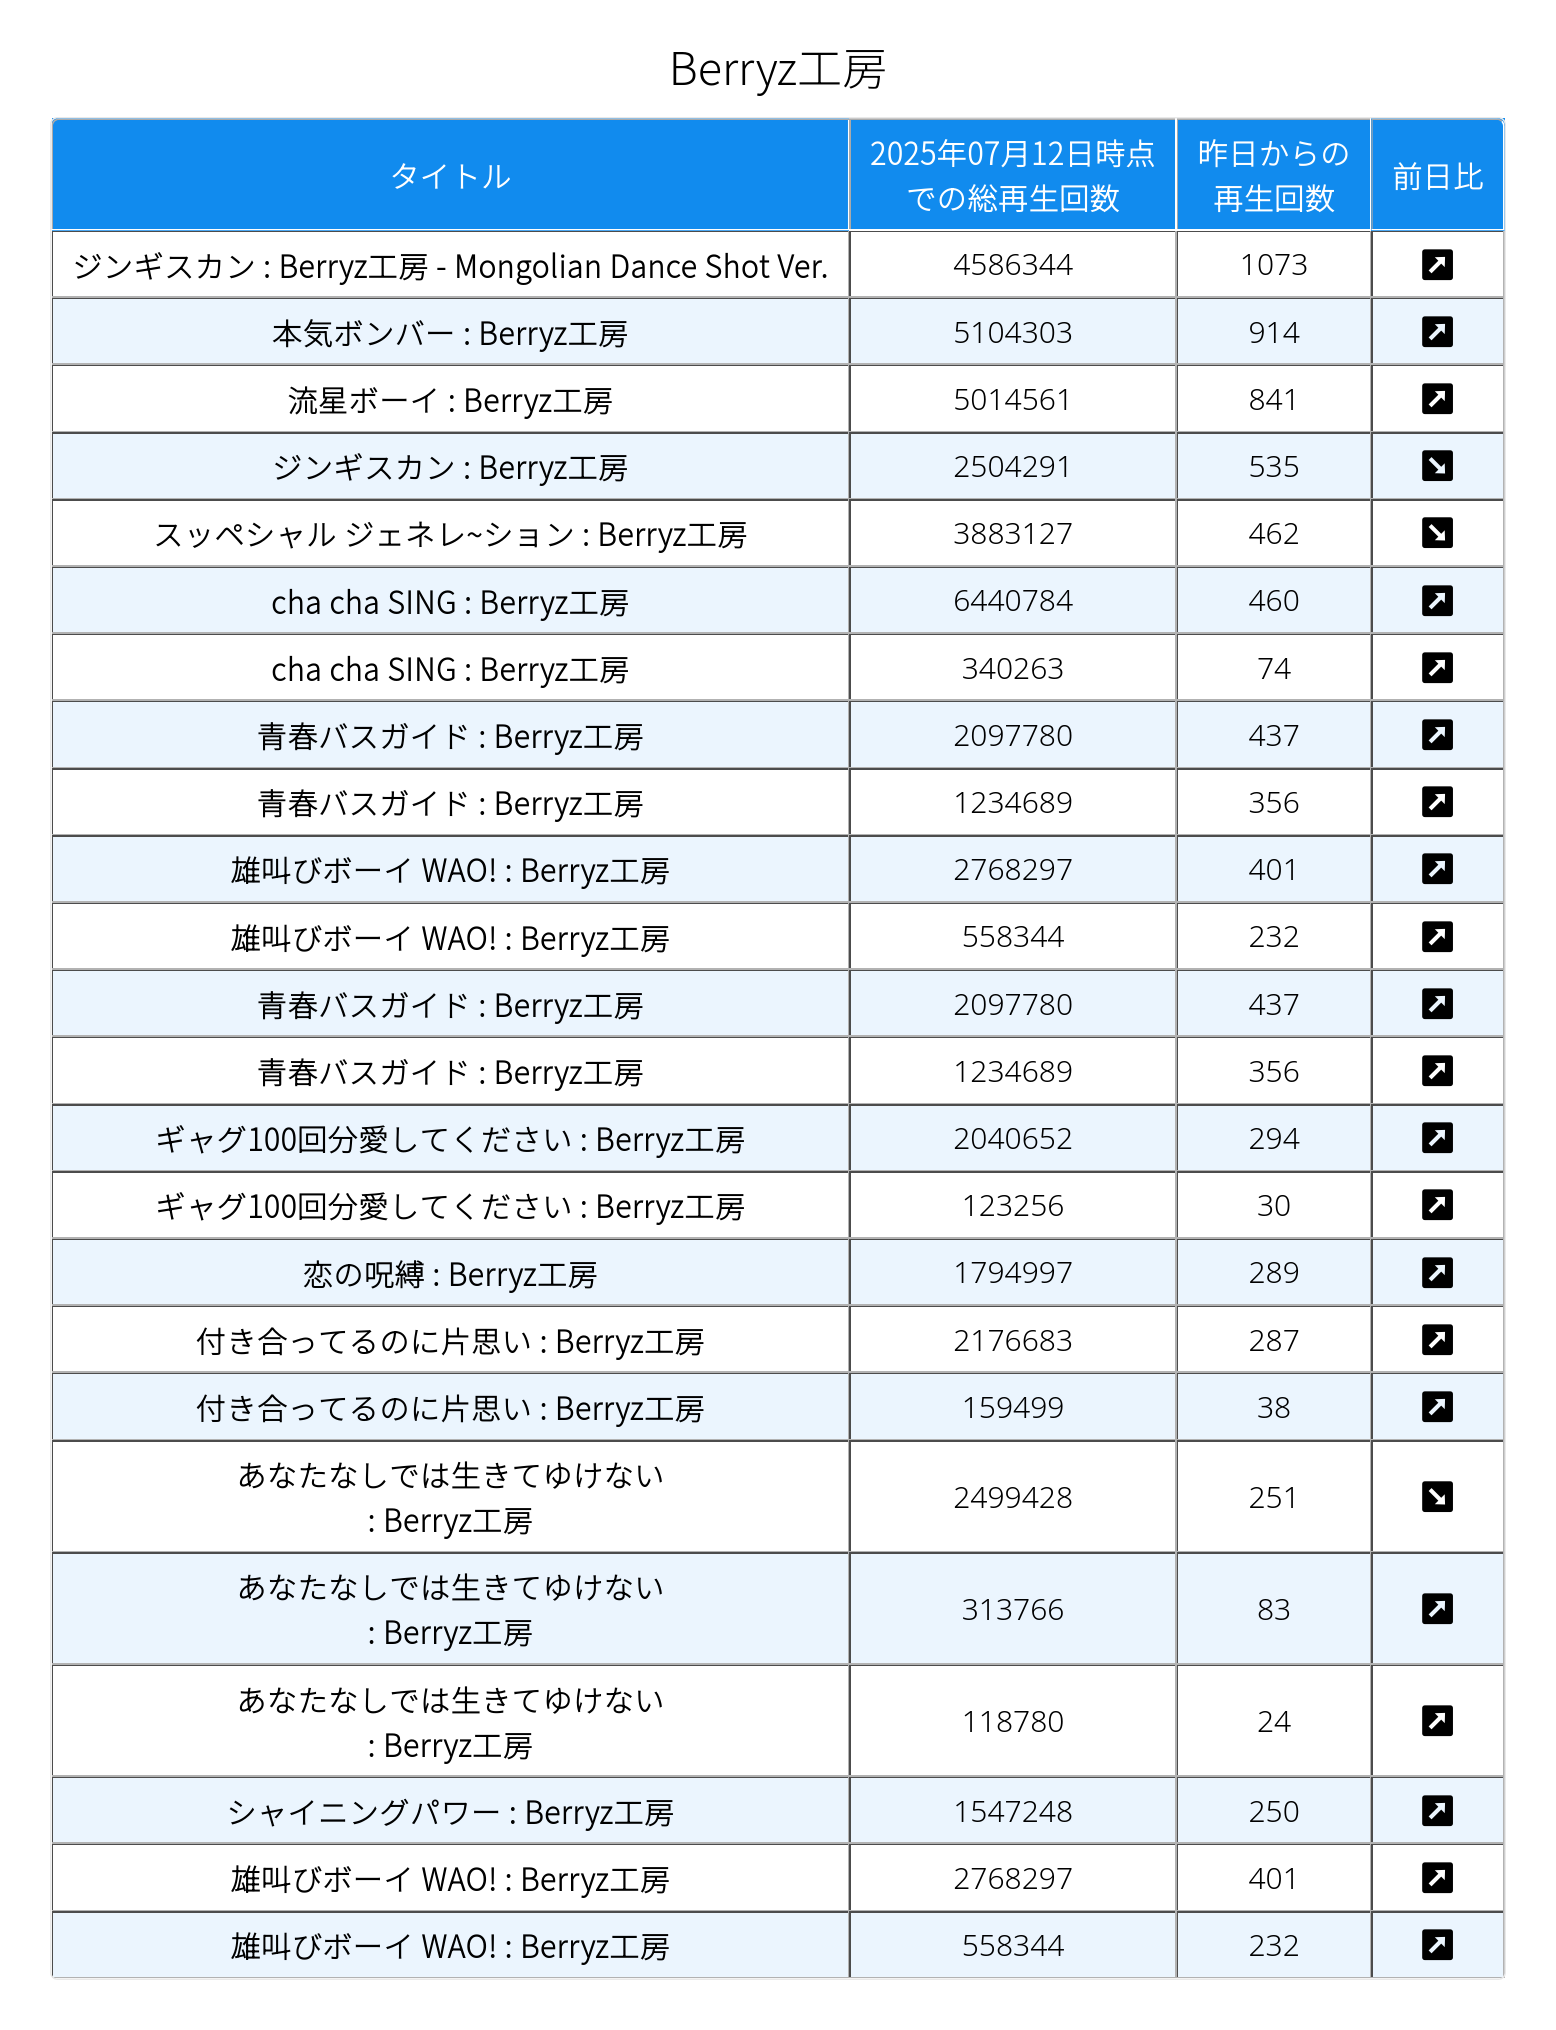 Berryz工房
タイトル 2025年07月12日時点 での総再生回数 昨日からの 再生回数 前日比
ジンギスカン : Berryz工房 - Mongolian Dance Shot Ver. 4586344 1073
本気ボンバー : Berryz工房 5104303 914
流星ボーイ : Berryz工房 5014561 841
ジンギスカン : Berryz工房 2504291 535
スッペシャル ジェネレ~ション : Berryz工房 3883127 462
cha cha SING : Berryz工房 6440784 460
cha cha SING : Berryz工房 340263 74
青春バスガイド : Berryz工房 2097780 437
青春バスガイド : Berryz工房 1234689 356
雄叫びボーイ WAO! : Berryz工房 2768297 401
雄叫びボーイ WAO! : Berryz工房 558344 232
青春バスガイド : Berryz工房 2097780 437
青春バスガイド : Berryz工房 1234689 356
ギャグ100回分愛してください : Berryz工房 2040652 294
ギャグ100回分愛してください : Berryz工房 123256 30
恋の呪縛 : Berryz工房 1794997 289
付き合ってるのに片思い : Berryz工房 2176683 287
付き合ってるのに片思い : Berryz工房 159499 38
あなたなしでは生きてゆけない
: Berryz工房 2499428 251
あなたなしでは生きてゆけない
: Berryz工房 313766 83
あなたなしでは生きてゆけない
: Berryz工房 118780 24
シャイニングパワー : Berryz工房 1547248 250
雄叫びボーイ WAO! : Berryz工房 2768297 401
雄叫びボーイ WAO! : Berryz工房 558344 232